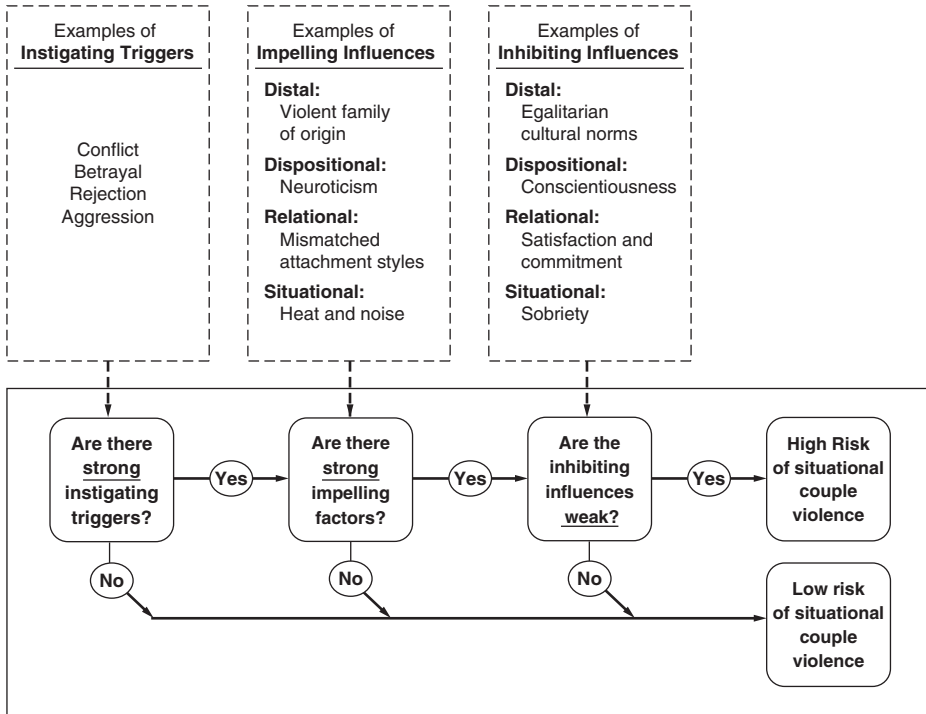 Examples of
Instigating Triggers
Conflict
Betrayal
Rejection
Aggression
Examples of
Impelling Influences
Distal:
Violent family
of origin
Dispositional:
Neuroticism
Relational:
Mismatched
attachment styles
Situational:
Heat and noise
Examples of
Inhibiting Influences
Distal:
Egalitarian
cultural norms
Dispositional:
Conscientiousness
Relational:
Satisfaction and
commitment
Situational:
Sobriety
Are there
strong
instigating
triggers?
Yes
Are there
strong
impelling
factors?
Yes
Are the
inhibiting
influences
weak?
Yes
High Risk
of situational
couple
violence
No
No
No
Low risk
of situational
couple
violence